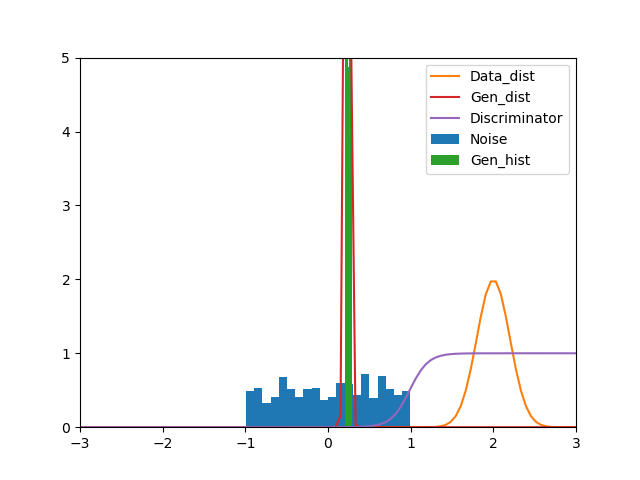 5
4
3
2
1
0
−3
−2
−1
0
1
2
3
Data_dist
Gen_dist
Discriminator
Noise
Gen_hist